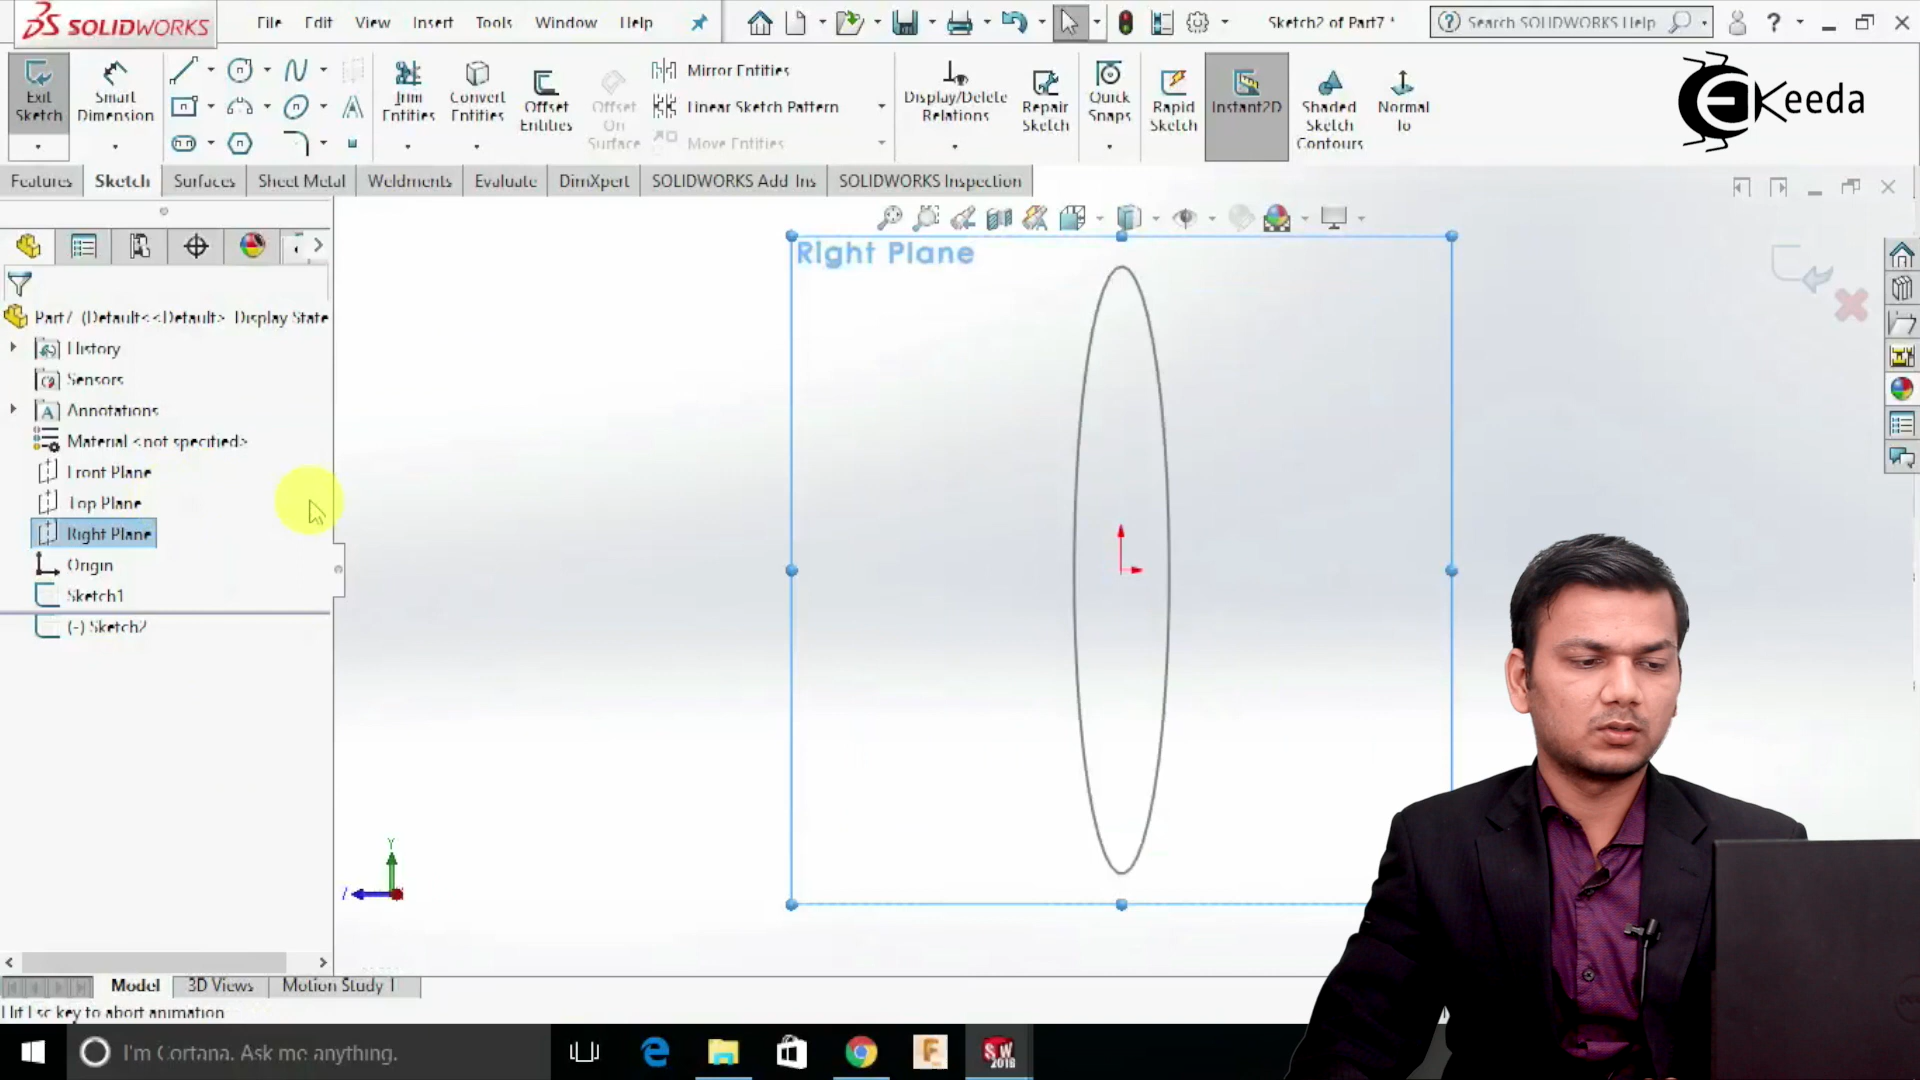 SOLIDWORKS File Edit View Insert Tools Window Help Sketch2 of Part7 * Search SOLIDWORKS Help
Exit Sketch
Smart Dimension
Trim Entities
Convert Entities
Offset Entities
Offset On Surface
Mirror Entities
Linear Sketch Pattern
Move Entities
Display/Delete Relations
Repair Sketch
Quick Snaps
Rapid Sketch
Instant2D
Shaded Sketch Contours
Normal To
EKeeda
Features Sketch Surfaces Sheet Metal Weldments Evaluate DimXpert SOLIDWORKS Add-Ins SOLIDWORKS Inspection
Right Plane
Part7 (Default<<Default>_Display State
History
Sensors
Annotations
Material <not specified>
Front Plane
Top Plane
Right Plane
Origin
Sketch1
(-) Sketch2
Y
Model 3D Views Motion Study 1
Hit Esc key to abort animation
I'm Cortana. Ask me anything.
SW 2016